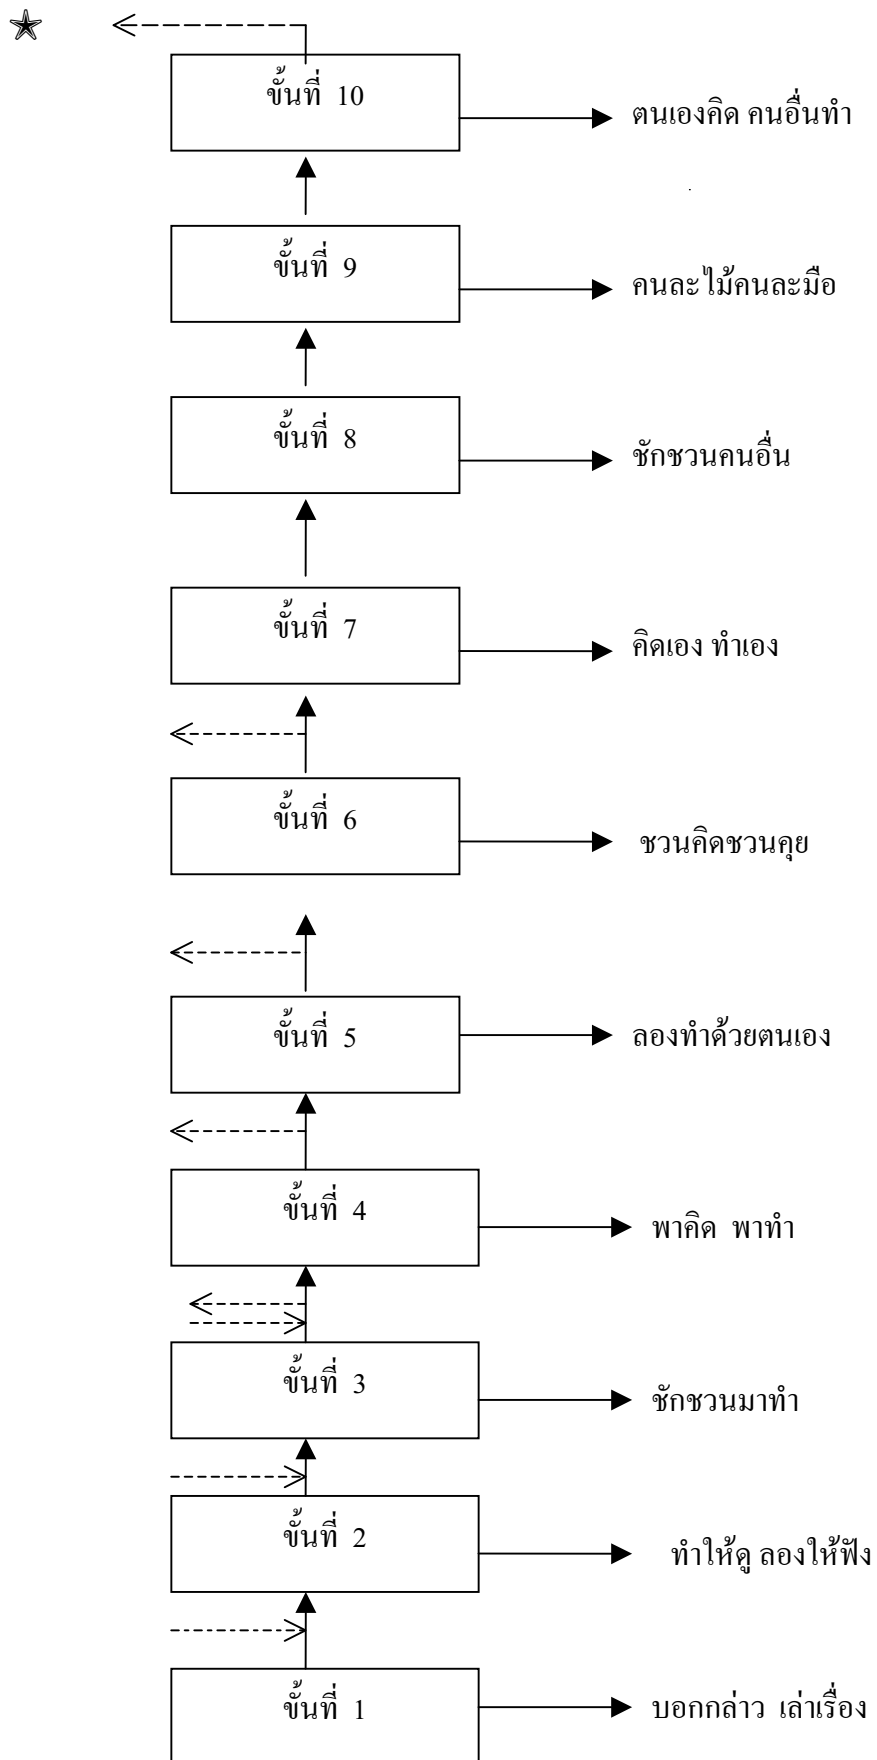 ขั้นที่ 10
ตนเองคิด คนอื่นทำ
ขั้นที่ 9
คนละไม้คนละมือ
ขั้นที่ 8
ชักชวนคนอื่น
ขั้นที่ 7
คิดเอง ทำเอง
ขั้นที่ 6
ชวนคิดชวนคุย
ขั้นที่ 5
ลองทำด้วยตนเอง
ขั้นที่ 4
พาคิด พาทำ
ขั้นที่ 3
ชักชวนมาทำ
ขั้นที่ 2
ทำให้ดู ลองให้ฟัง
ขั้นที่ 1
บอกกล่าว เล่าเรื่อง